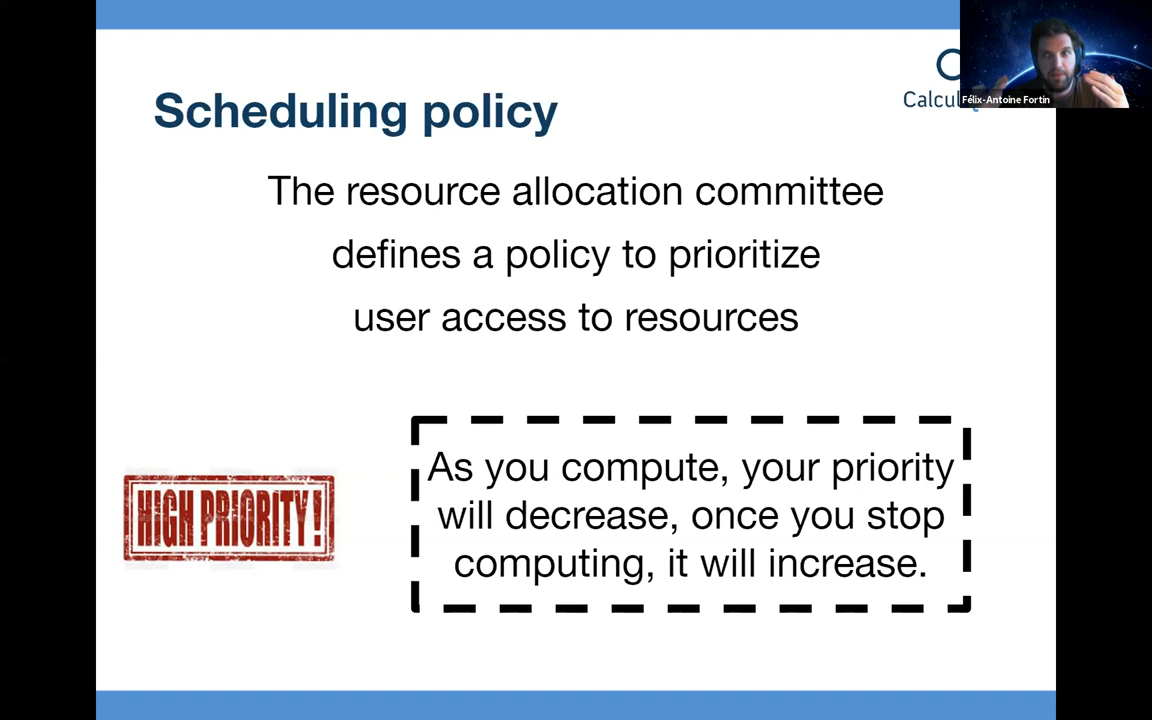 Scheduling policy
Félix-Antoine Fortin
The resource allocation committee
defines a policy to prioritize
user access to resources
HIGH PRIORITY!
As you compute, your priority
will decrease, once you stop
computing, it will increase.